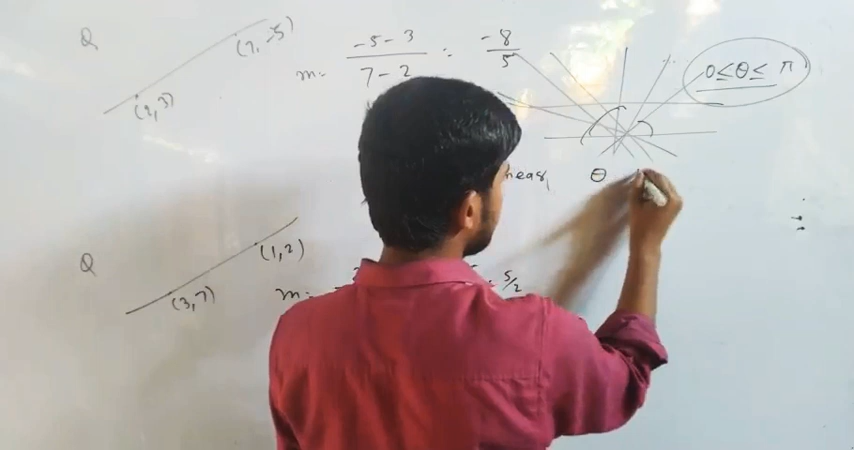 Q
(2,3)
(7,-5)
m = -5-3 / 7-2 = -8/5
0≤θ≤ π
θ
Q
(3,7)
(1,2)
m =
5/2